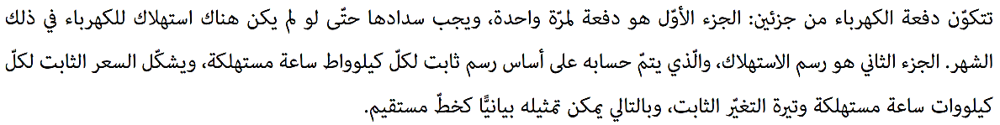 تتكوّن دفعة الكهرباء من جزئين: الجزء الأوّل هو دفعة لمرّة واحدة، ويجب سدادها حتّى لو لم يكن هناك استهلاك للكهرباء في ذلك
الشهر. الجزء الثاني هو رسم الاستهلاك، والّذي يتمّ حسابه على أساس رسم ثابت لكلّ كيلوواط ساعة مستهلكة، ويشكّل السعر الثابت لكلّ
كيلووات ساعة مستهلكة وتيرة التغيّر الثابت، وبالتالي يمكن تمثيله بيانيًّا كخطّ مستقيم.